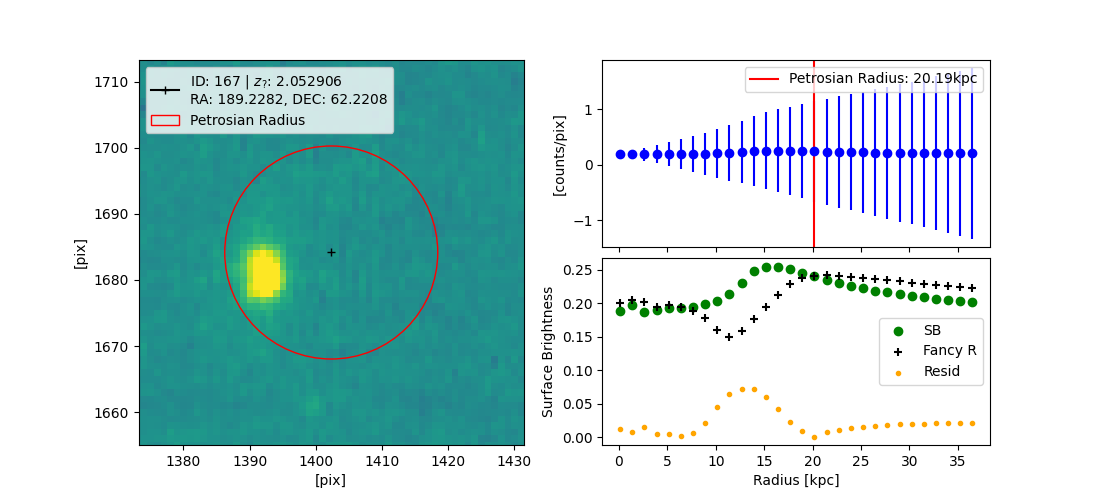 ID: 167 | z?: 2.052906
RA: 189.2282, DEC: 62.2208
Petrosian Radius
1710
1700
1690
1680
1670
1660
[pix]
1380
1390
1400
1410
1420
1430
[pix]
Petrosian Radius: 20.19kpc
1
0
−1
[counts/pix]
0.25
0.20
0.15
0.10
0.05
0.00
Surface Brightness
SB
Fancy R
Resid
0
5
10
15
20
25
30
35
Radius [kpc]